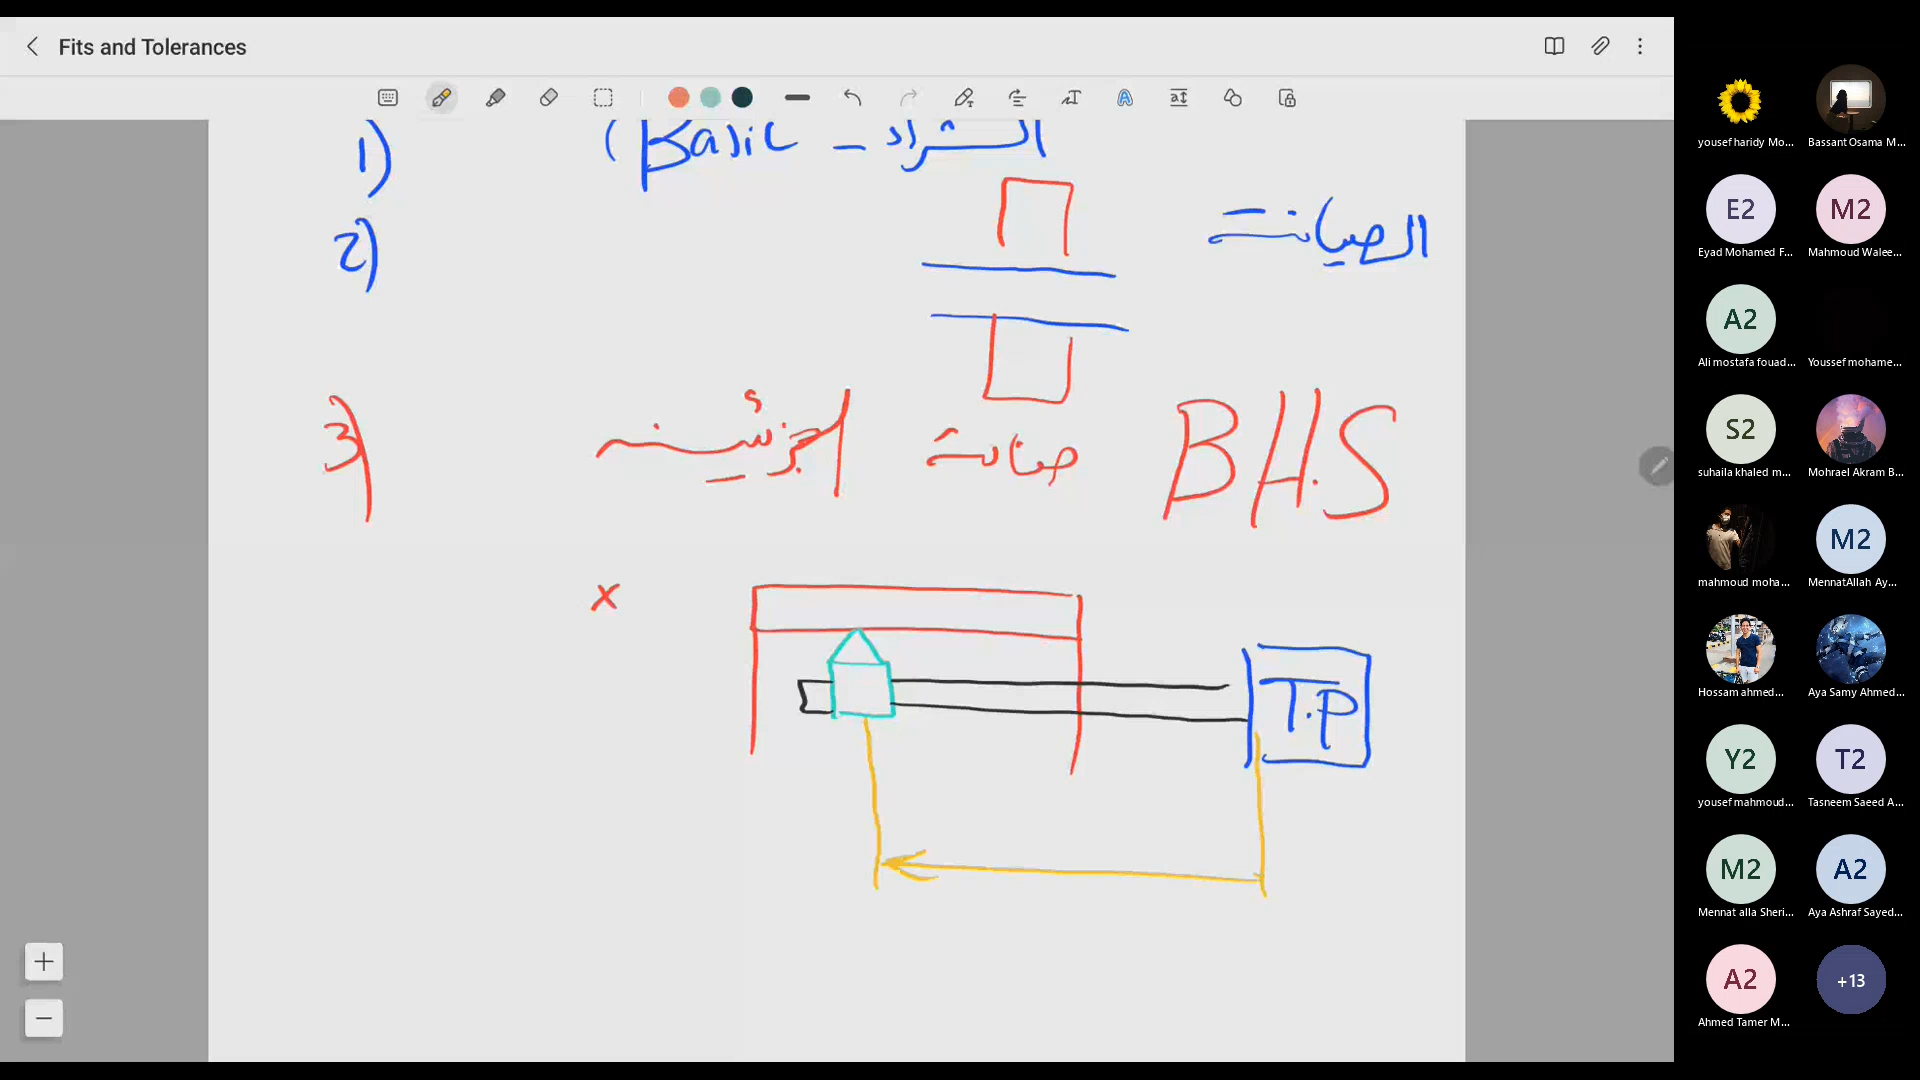 Fits and Tolerances
1) (Basic - الشراء
2) الصيانة
3) BHS صيانة
x
T.P
yousef haridy Mo...
Bassant Osama M...
E2
M2
Eyad Mohamed F...
Mahmoud Walee...
A2
Ali mostafa fouad...
Youssef mohame...
S2
suhaila khaled m...
Mohrael Akram B...
M2
mahmoud moha...
MennatAllah Ay...
Hossam ahmed...
Aya Samy Ahmed...
Y2
T2
yousef mahmoud...
Tasneem Saeed A...
M2
A2
Mennat alla Sheri...
Aya Ashraf Sayed...
A2
+13
Ahmed Tamer M...